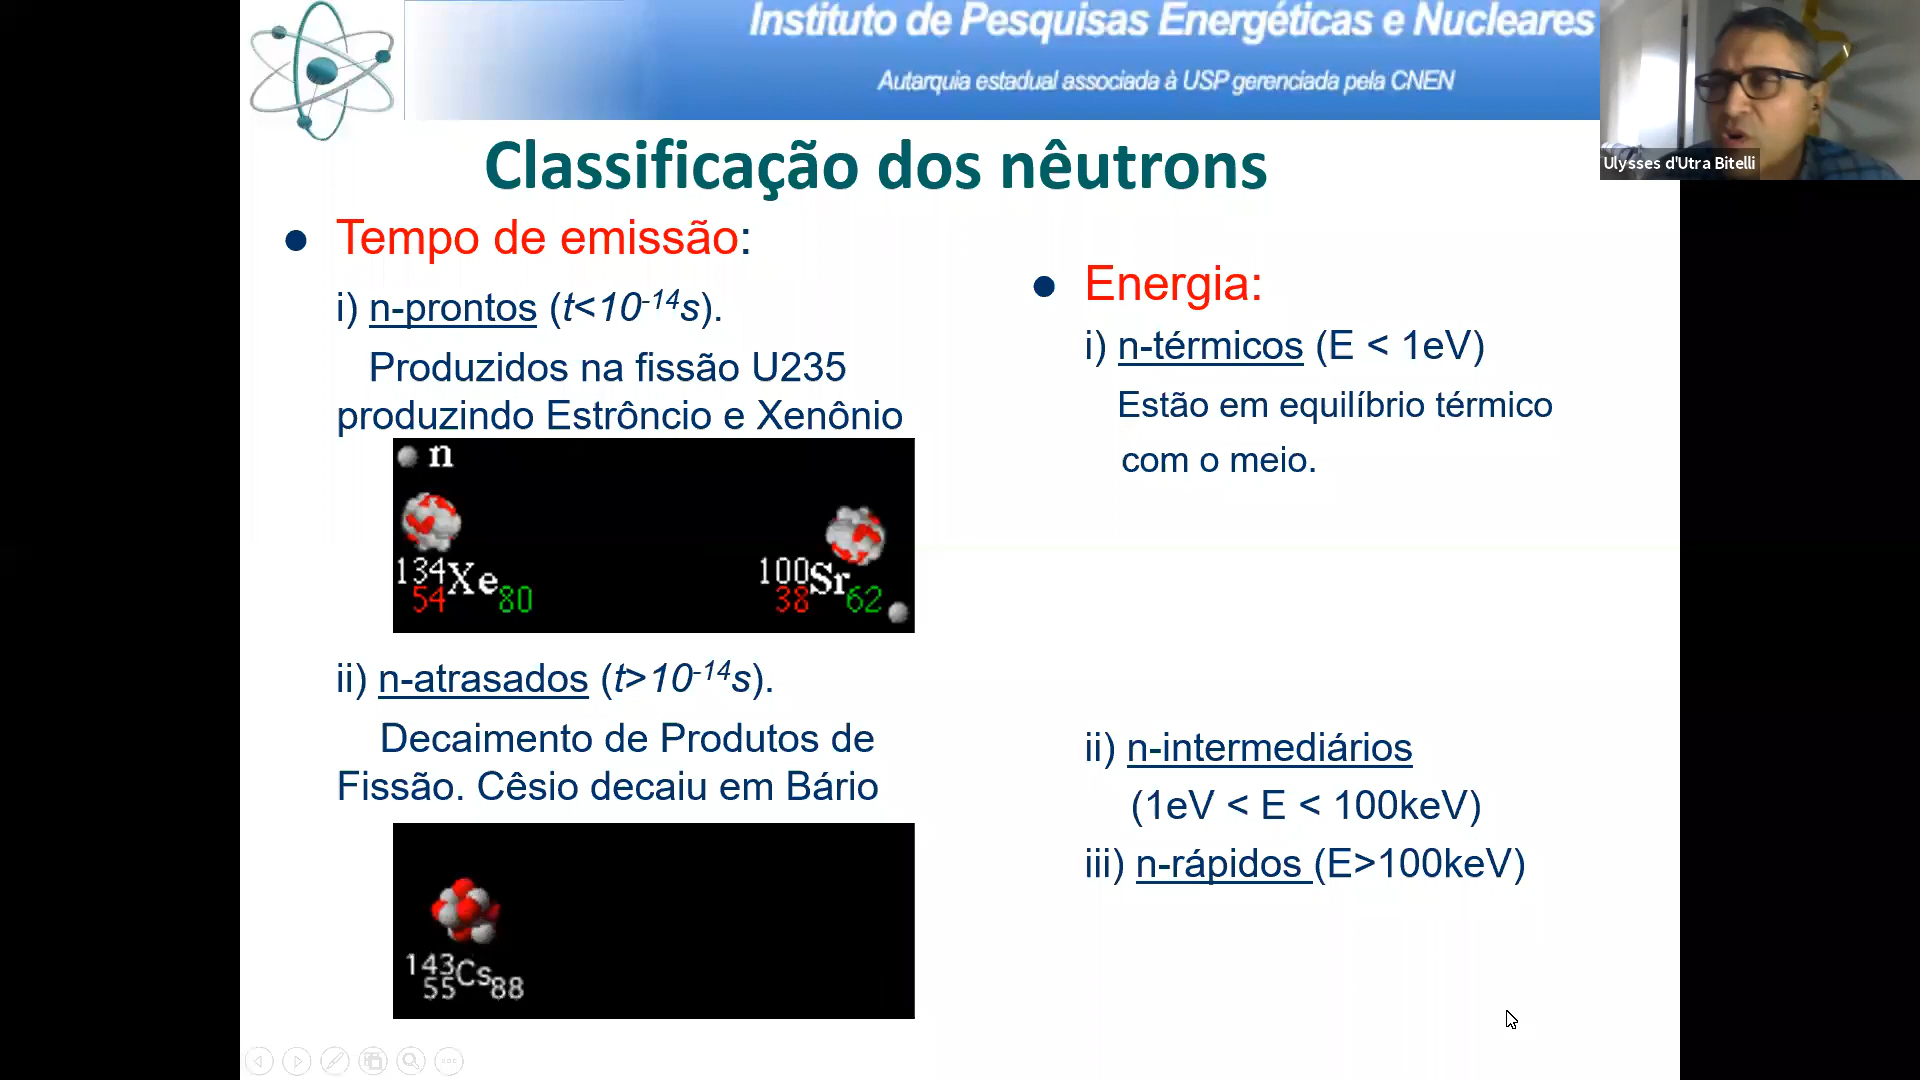 Instituto de Pesquisas Energéticas e Nucleares
Autarquia estadual associada à USP gerenciada pela CNEN
Ulysses d'Utra Bitelli
Classificação dos nêutrons
Tempo de emissão:
i) n-prontos (t<10-14s).
Produzidos na fissão U235
produzindo Estrôncio e Xenônio
n
134Xe
54 80
100Sr
38 62
ii) n-atrasados (t>10-14s).
Decaimento de Produtos de
Fissão. Cêsio decaiu em Bário
143Cs
55 88
Energia:
i) n-térmicos (E < 1eV)
Estão em equilíbrio térmico
com o meio.
ii) n-intermediários
(1eV < E < 100keV)
iii) n-rápidos (E>100keV)